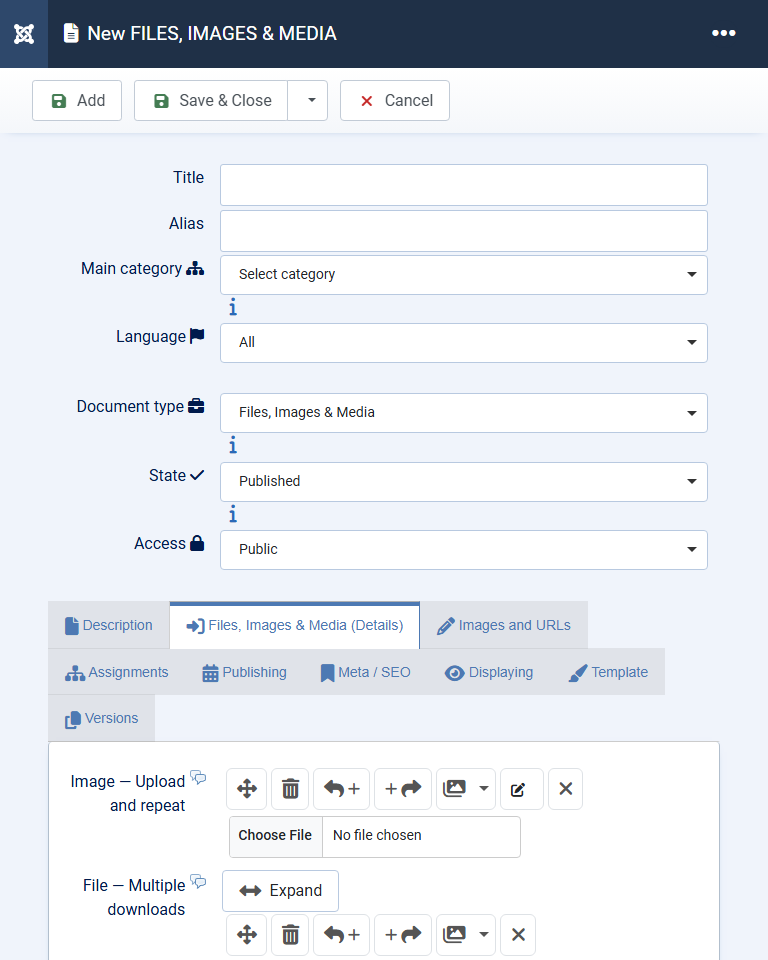 New FILES, IMAGES & MEDIA
Add
Save & Close
Cancel
Title
Alias
Main category
Select category
Language
All
Document type
Files, Images & Media
State
Published
Access
Public
Description
Files, Images & Media (Details)
Images and URLs
Assignments
Publishing
Meta / SEO
Displaying
Template
Versions
Image — Upload
and repeat
Choose File
No file chosen
File — Multiple
downloads
Expand